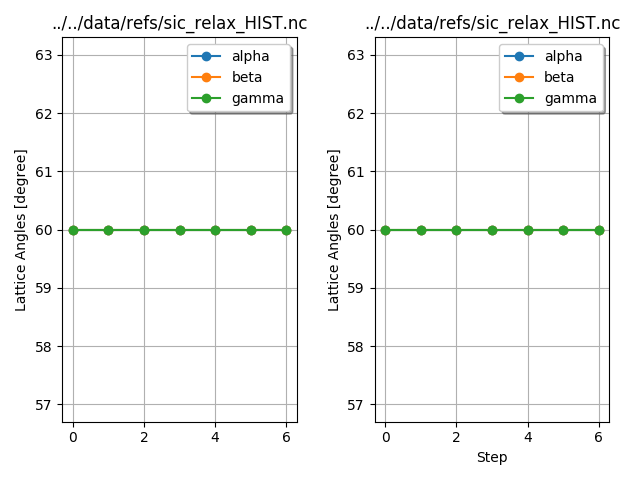 ../../data/refs/sic_relax_HIST.nc
63
62
61
60
59
58
57
Lattice Angles [degree]
alpha
beta
gamma
0
2
4
6
../../data/refs/sic_relax_HIST.nc
63
62
61
60
59
58
57
Lattice Angles [degree]
alpha
beta
gamma
0
2
4
6
Step